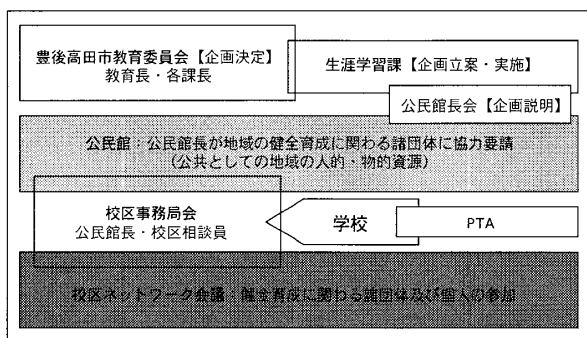 豊後高田市教育委員会【企画決定】
教育長・各課長
生涯学習課【企画立案・実施】
公民館長会【企画説明】
公民館：公民館長が地域の健全育成に関わる諸団体に協力要請
(公共としての地域の人的・物的資源)
校区事務局会
公民館長・校区相談員
学校
PTA
校区ネットワーク会議：健全育成に関わる諸団体及び個人の参加